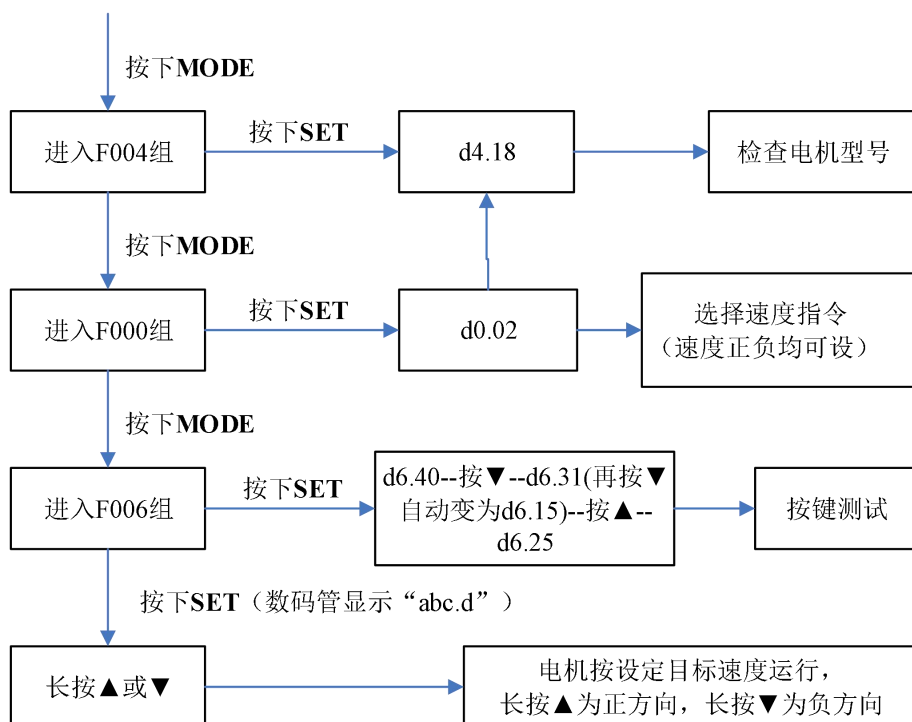 按下MODE
进入F004组
按下SET
d4.18
检查电机型号
按下MODE
进入F000组
按下SET
d0.02
选择速度指令
（速度正负均可设）
按下MODE
进入F006组
按下SET
d6.40--按▼--d6.31(再按▼
自动变为d6.15)--按▲--
d6.25
按键测试
按下SET（数码管显示“abc.d”）
长按▲或▼
电机按设定目标速度运行，
长按▲为正方向，长按▼为负方向